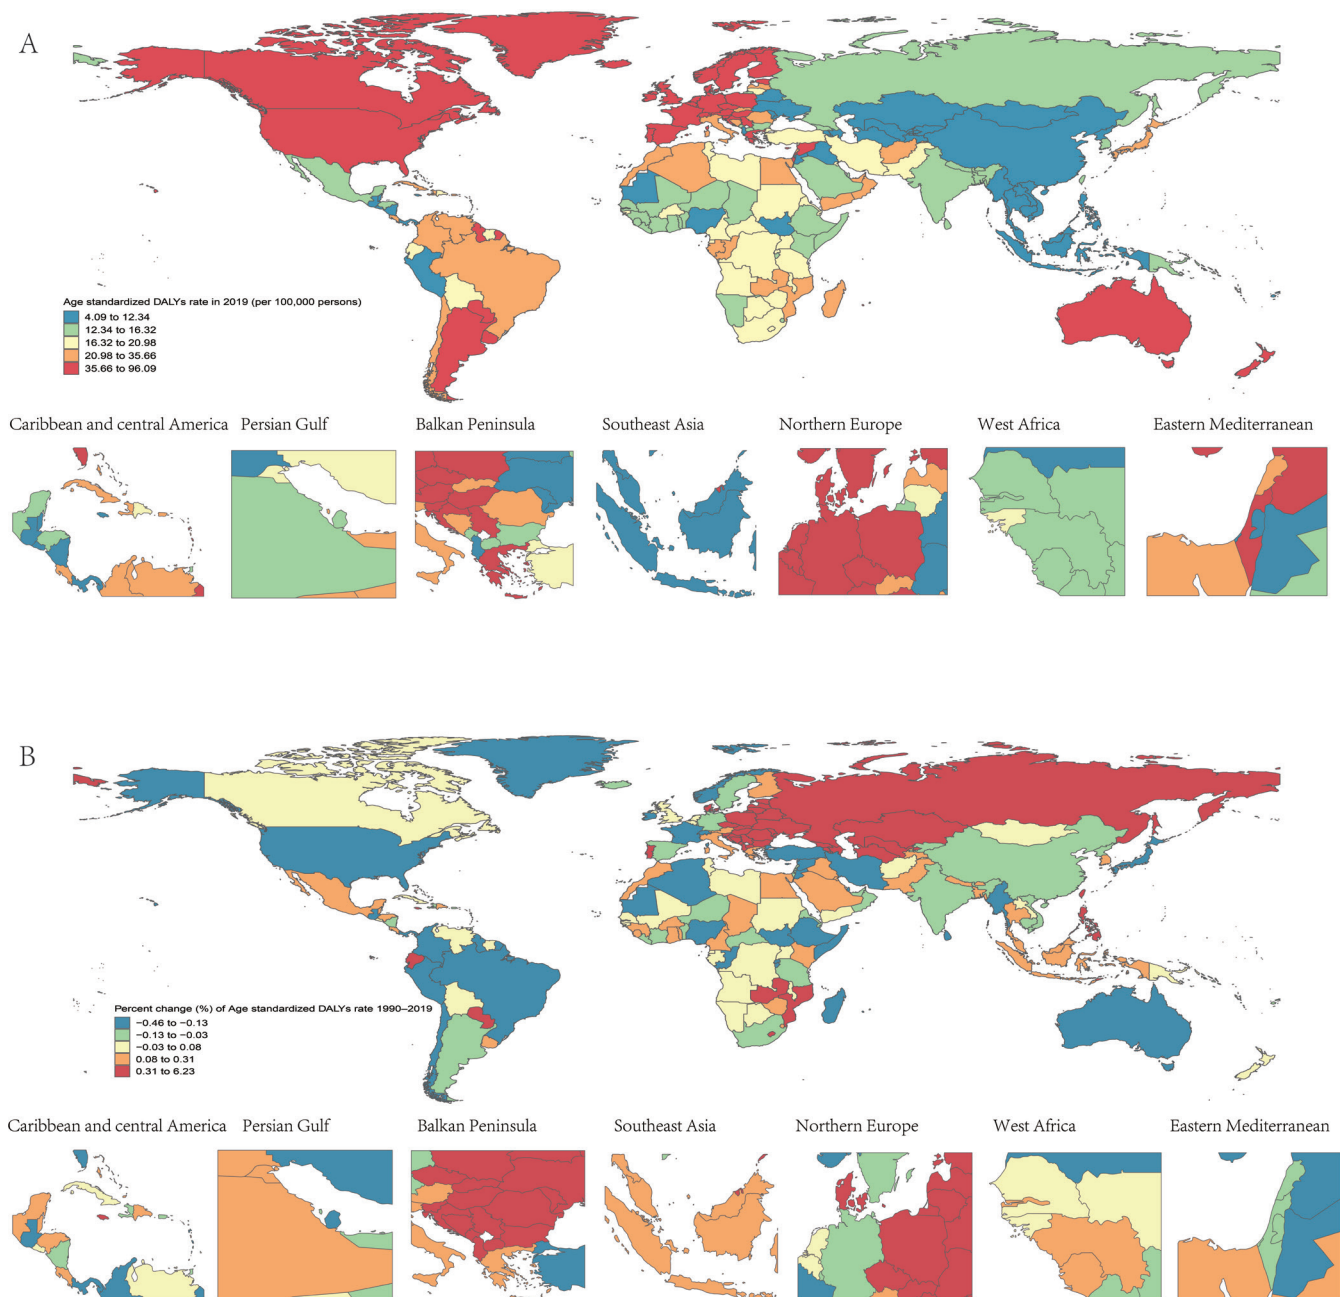 A
Age standardized DALYs rate in 2019 (per 100,000 persons)
4.09 to 12.34
12.34 to 16.32
16.32 to 20.98
20.98 to 35.66
35.66 to 96.09
Caribbean and central America Persian Gulf Balkan Peninsula Southeast Asia Northern Europe West Africa Eastern Mediterranean
B
Percent change (%) of Age standardized DALYs rate 1990–2019
−0.46 to −0.13
−0.13 to −0.03
−0.03 to 0.08
0.08 to 0.31
0.31 to 6.23
Caribbean and central America Persian Gulf Balkan Peninsula Southeast Asia Northern Europe West Africa Eastern Mediterranean